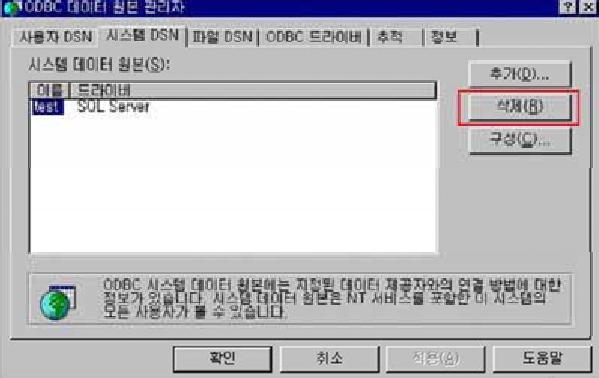 ODBC 데이터 원본 관리자
사용자 DSN 시스템 DSN 파일 DSN ODBC 드라이버 추적 정보
시스템 데이터 원본(S):
이름 드라이버
test SQL Server
추가(D)...
삭제(R)
구성(C)...
ODBC 시스템 데이터 원본에는 지정된 데이터 제공자와의 연결 방법에 대한
정보가 있습니다. 시스템 데이터 원본은 NT 서비스를 포함한 이 시스템의
모든 사용자가 볼 수 있습니다.
확인 취소 적용(A) 도움말